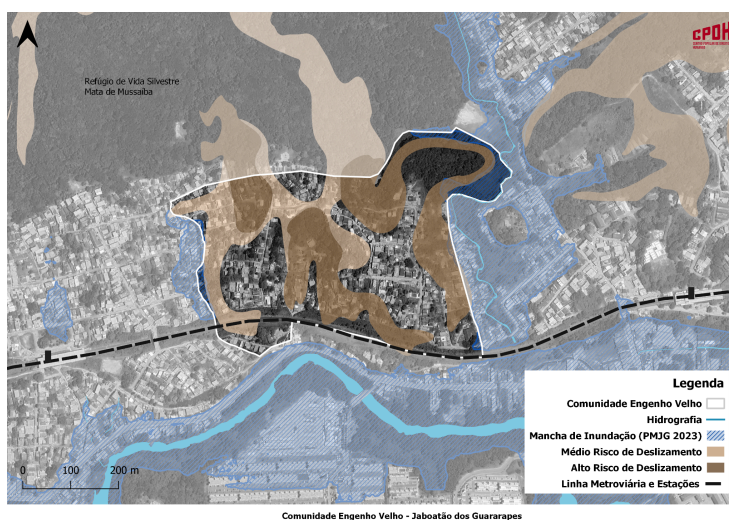 CPDH
Refúgio de Vida Silvestre
Mata de Mussaíba
Legenda
Comunidade Engenho Velho
Hidrografia
Mancha de Inundação (PMJG 2023)
Médio Risco de Deslizamento
Alto Risco de Deslizamento
Linha Metroviária e Estações
0 100 200 m
Comunidade Engenho Velho - Jaboatão dos Guararapes